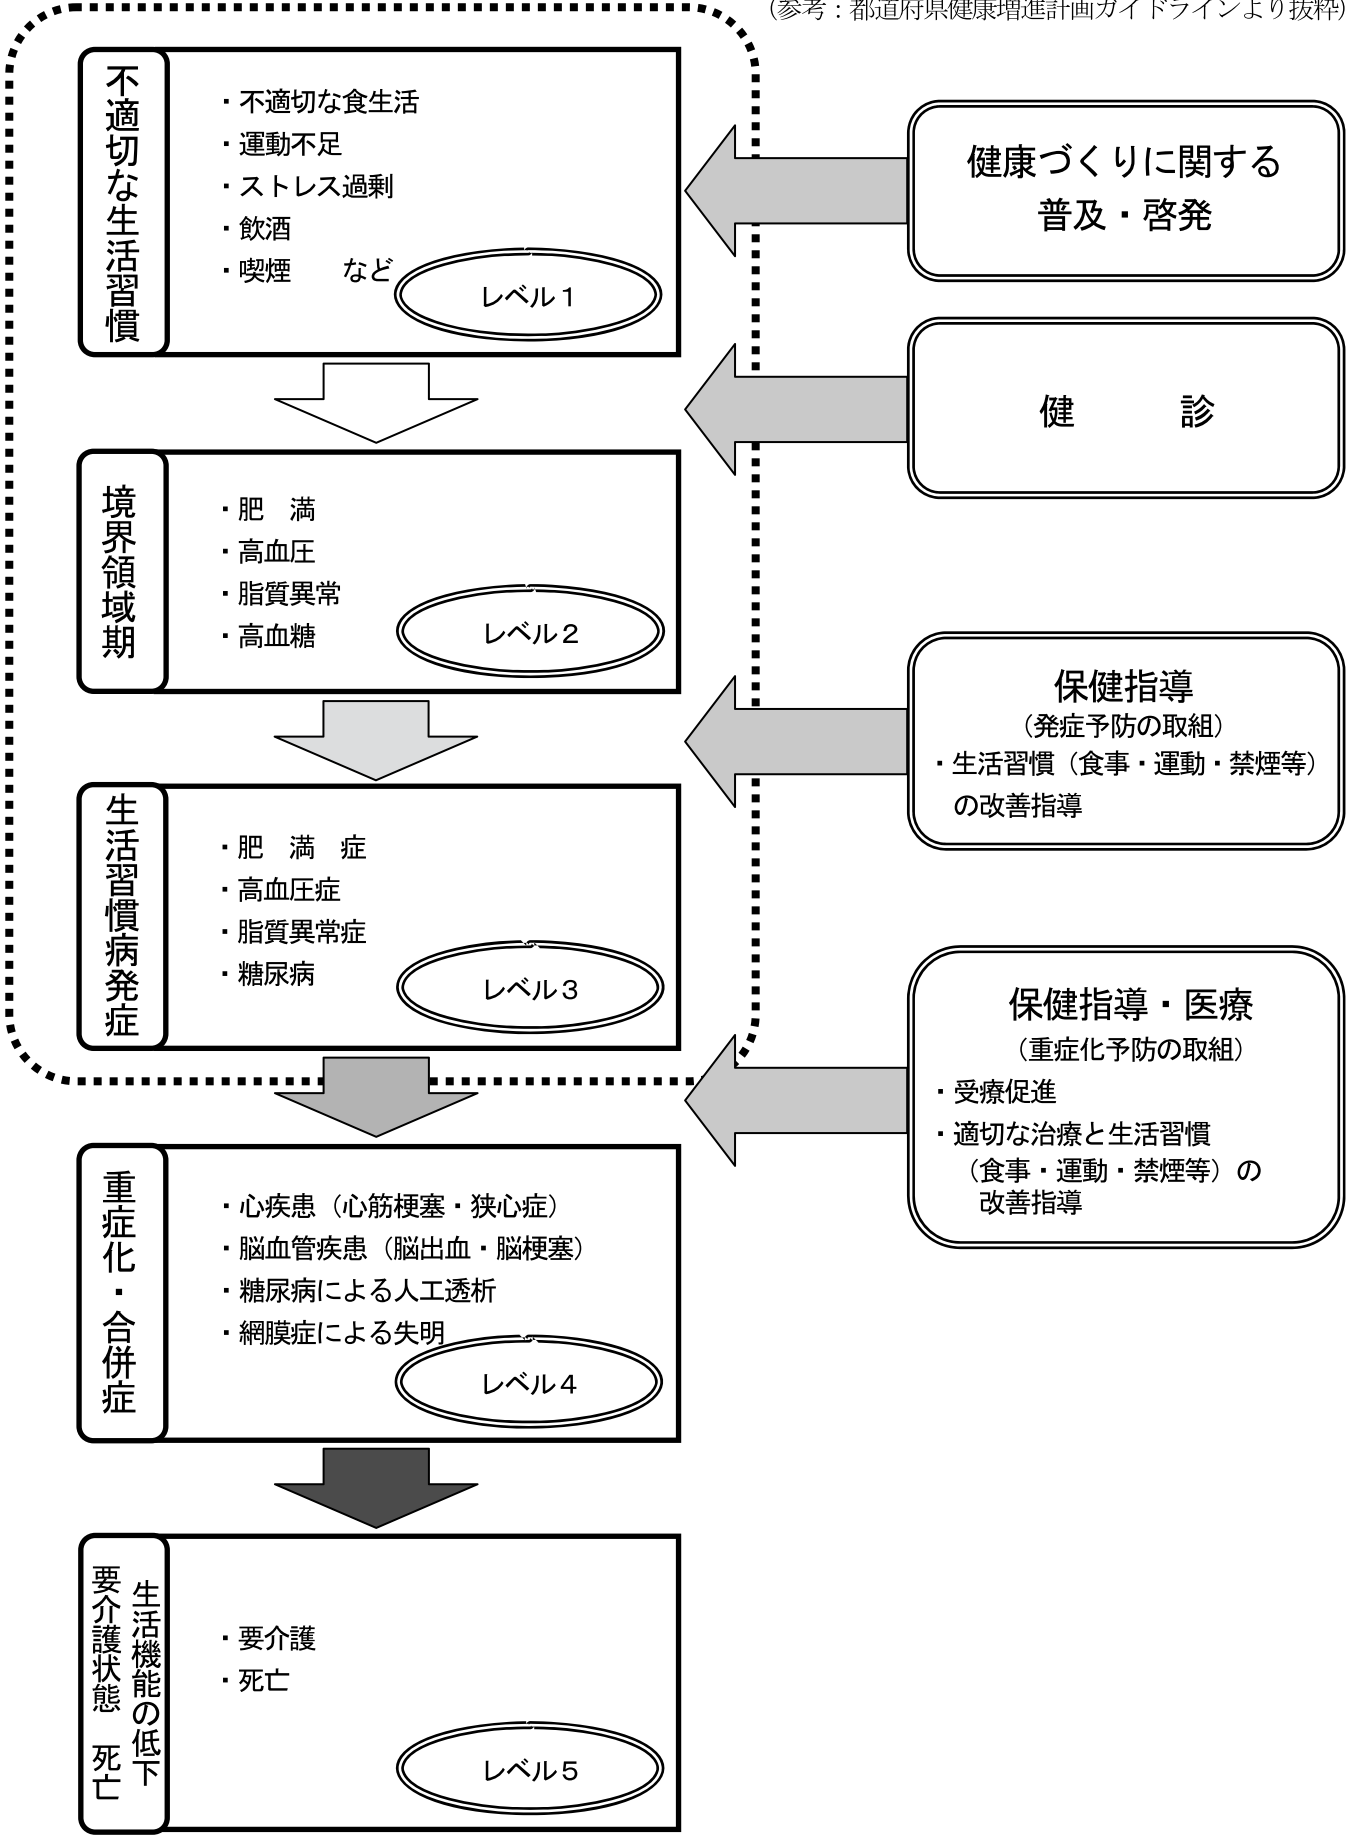 (参考：都道府県健康増進計画ガイドラインより抜粋)
不適切な生活習慣
・不適切な食生活
・運動不足
・ストレス過剰
・飲酒
・喫煙　　など
レベル１
健康づくりに関する
普及・啓発
健　　　診
境界領域期
・肥　満
・高血圧
・脂質異常
・高血糖
レベル２
保健指導
（発症予防の取組）
・生活習慣（食事・運動・禁煙等）
の改善指導
生活習慣病発症
・肥　満　症
・高血圧症
・脂質異常症
・糖尿病
レベル３
保健指導・医療
（重症化予防の取組）
・受療促進
・適切な治療と生活習慣
（食事・運動・禁煙等）の
改善指導
重症化・合併症
・心疾患（心筋梗塞・狭心症）
・脳血管疾患（脳出血・脳梗塞）
・糖尿病による人工透析
・網膜症による失明
レベル４
生活機能の低下
要介護状態　死亡
・要介護
・死亡
レベル５